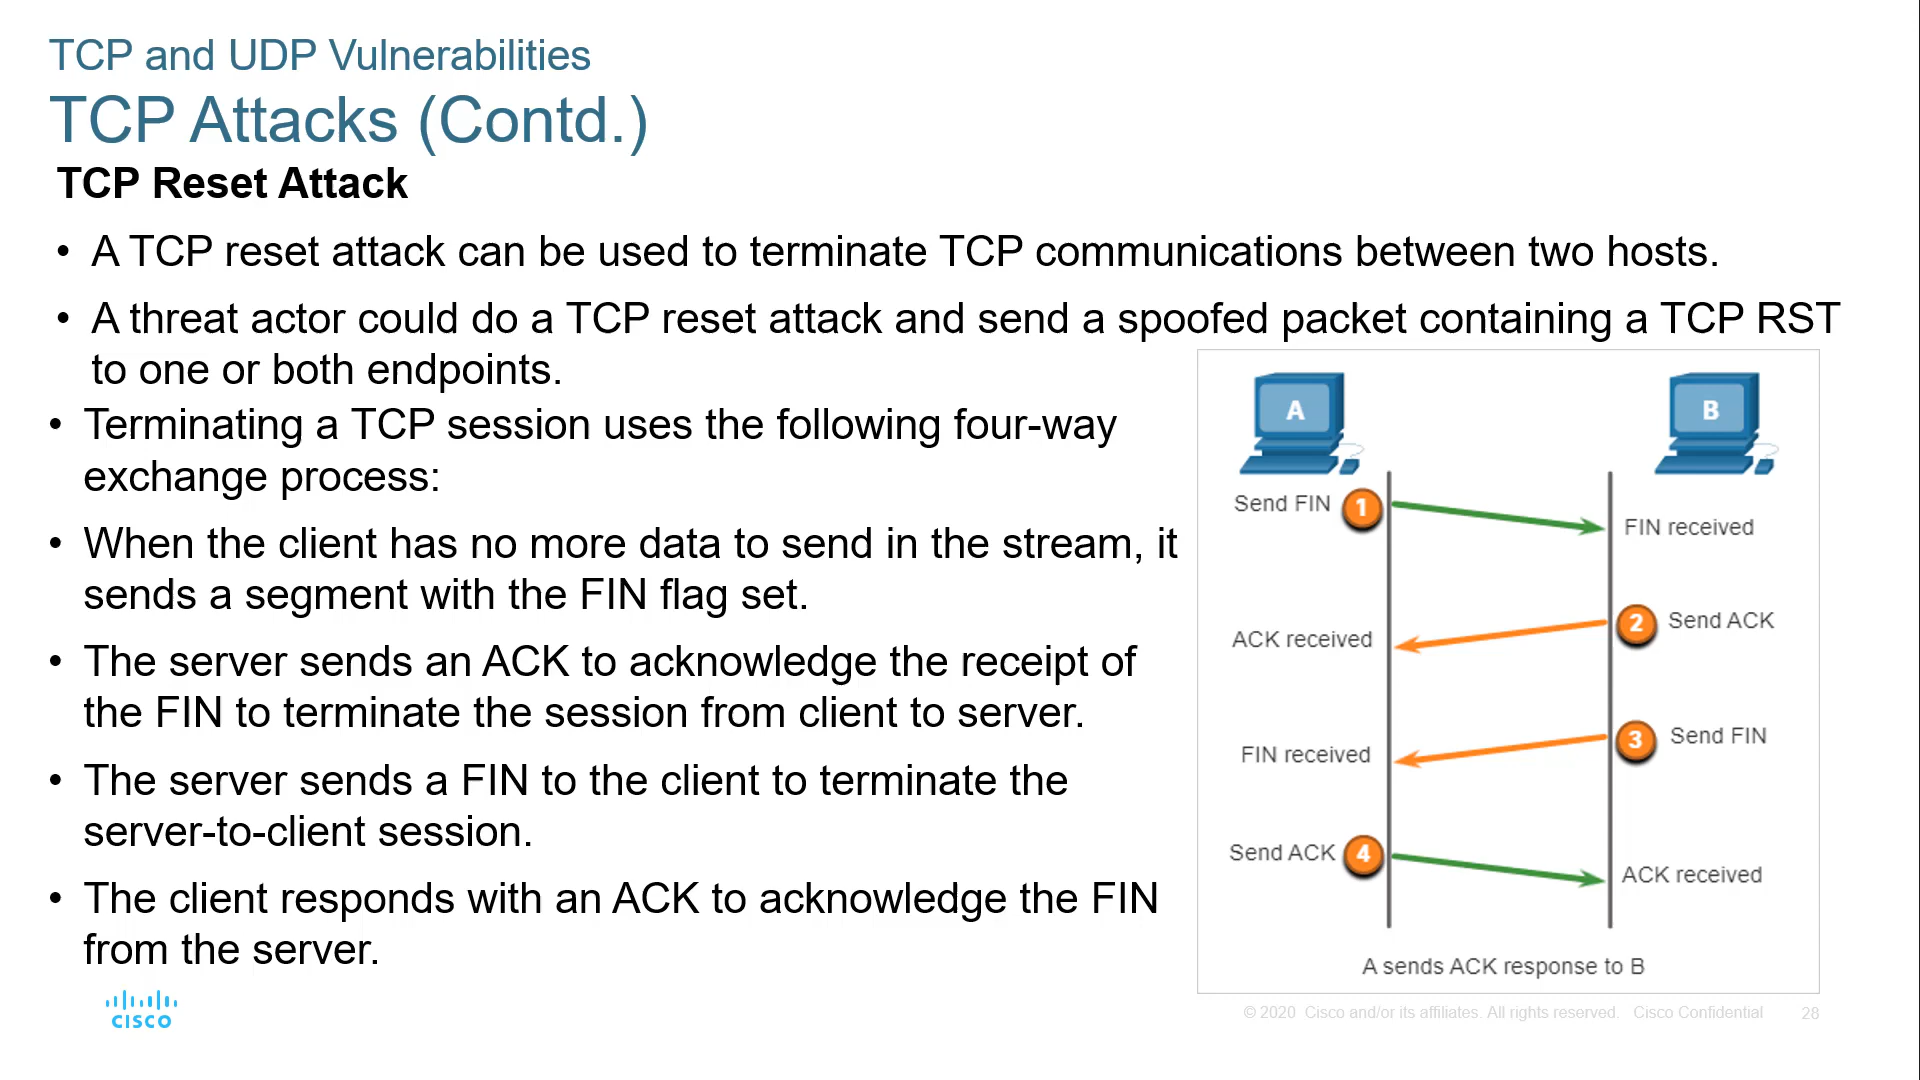 TCP and UDP Vulnerabilities
TCP Attacks (Contd.)
TCP Reset Attack
• A TCP reset attack can be used to terminate TCP communications between two hosts.
• A threat actor could do a TCP reset attack and send a spoofed packet containing a TCP RST
to one or both endpoints.
• Terminating a TCP session uses the following four-way
exchange process:
• When the client has no more data to send in the stream, it
sends a segment with the FIN flag set.
• The server sends an ACK to acknowledge the receipt of
the FIN to terminate the session from client to server.
• The server sends a FIN to the client to terminate the
server-to-client session.
• The client responds with an ACK to acknowledge the FIN
from the server.
A
B
Send FIN 1
FIN received
2 Send ACK
ACK received
3 Send FIN
FIN received
Send ACK 4
ACK received
A sends ACK response to B
CISCO
© 2020 Cisco and/or its affiliates. All rights reserved. Cisco Confidential
28